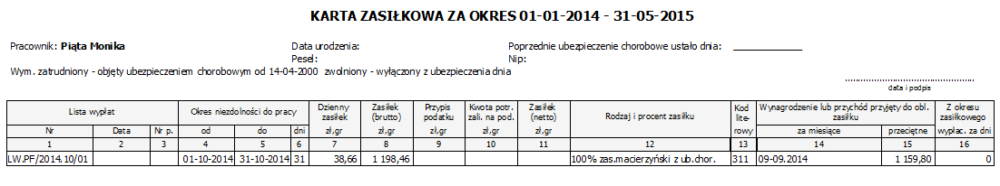 KARTA ZASIŁKOWA ZA OKRES 01-01-2014 - 31-05-2015
Pracownik: Piąta Monika Data urodzenia: Poprzednie ubezpieczenie chorobowe ustało dnia:
Pesel: Nip:
Wym. zatrudniony - objęty ubezpieczeniem chorobowym od 14-04-2000 zwolniony - wyłączony z ubezpieczenia dnia
data i podpis
Lista wypłat Okres niezdolności do pracy Dzienny zasiłek Zasiłek (brutto) Przypis podatku Kwota potr. zali. na pod. Zasiłek (netto) Rodzaj i procent zasiłku Kod lite-rowy Wynagrodzenie lub przychód przyjęty do obl. zasiłku Z okresu zasiłkowego wypłac. za dni
Nr Data Nr p. od do dni zł,gr zł,gr zł,gr zł,gr zł,gr za miesiące przeciętne
1 2 3 4 5 6 7 8 9 10 11 12 13 14 15 16
LW.PF/2014.10/01 01-10-2014 31-10-2014 31 38,66 1 198,46 100% zas.macierzyński z ub.chor. 311 09-09.2014 1 159,80 0